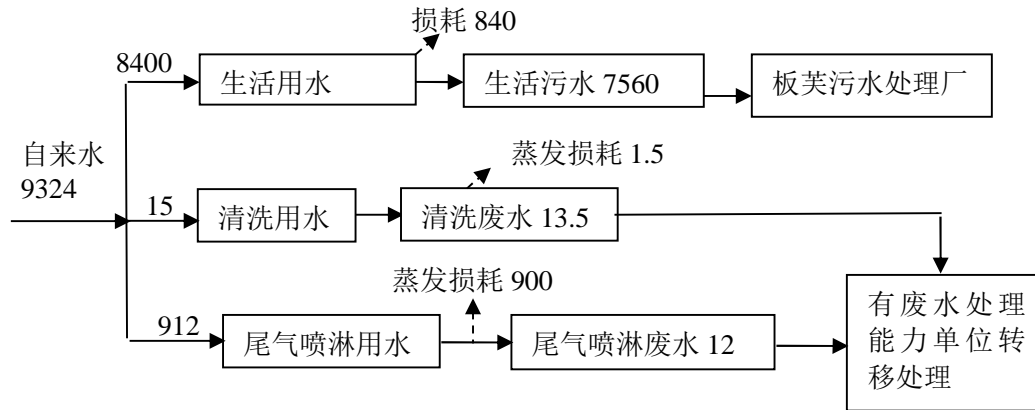 损耗 840
8400
生活用水
生活污水 7560
板芙污水处理厂
自来水
9324
蒸发损耗 1.5
15
清洗用水
清洗废水 13.5
蒸发损耗 900
912
尾气喷淋用水
尾气喷淋废水 12
有废水处理
能力单位转
移处理